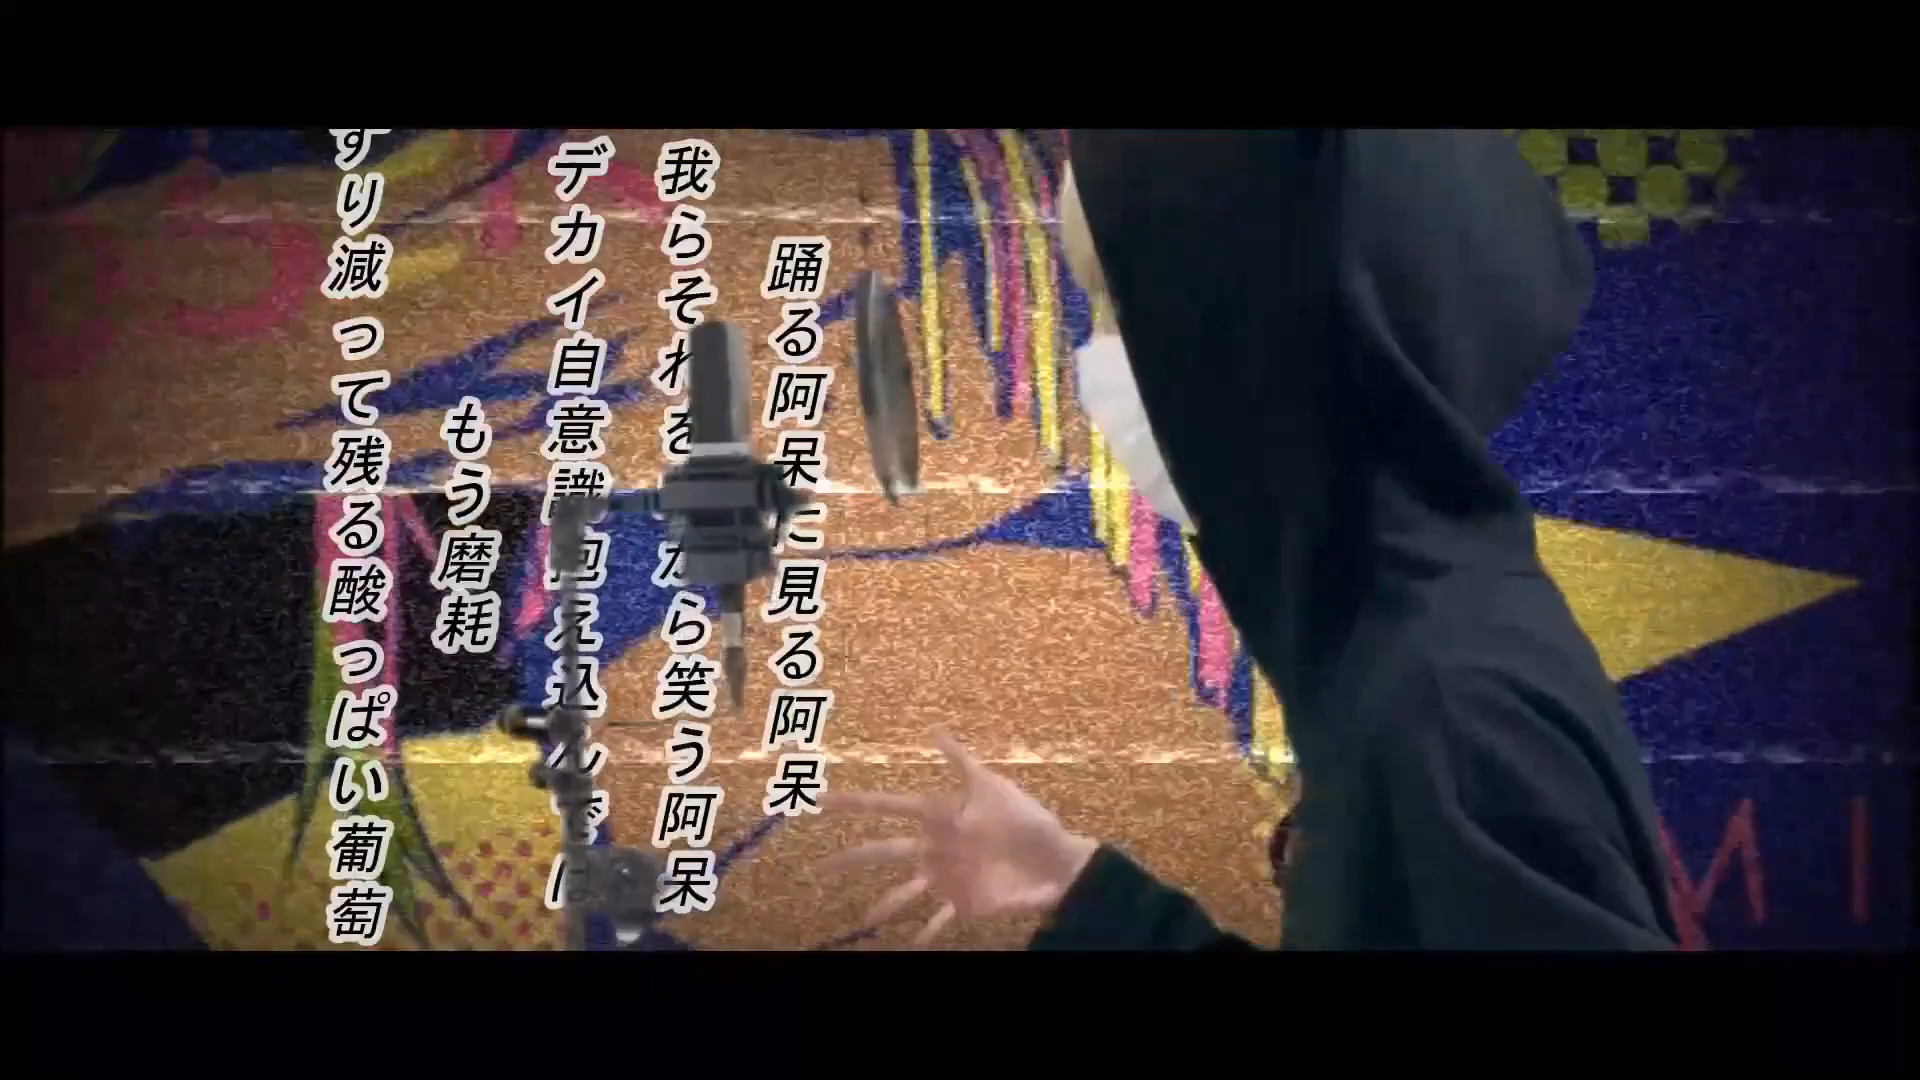 踊る阿呆に見る阿呆
我らそれを から笑う阿呆
デカイ自意識抱え込んでは
もう磨耗
すり減って残る酸っぱい葡萄